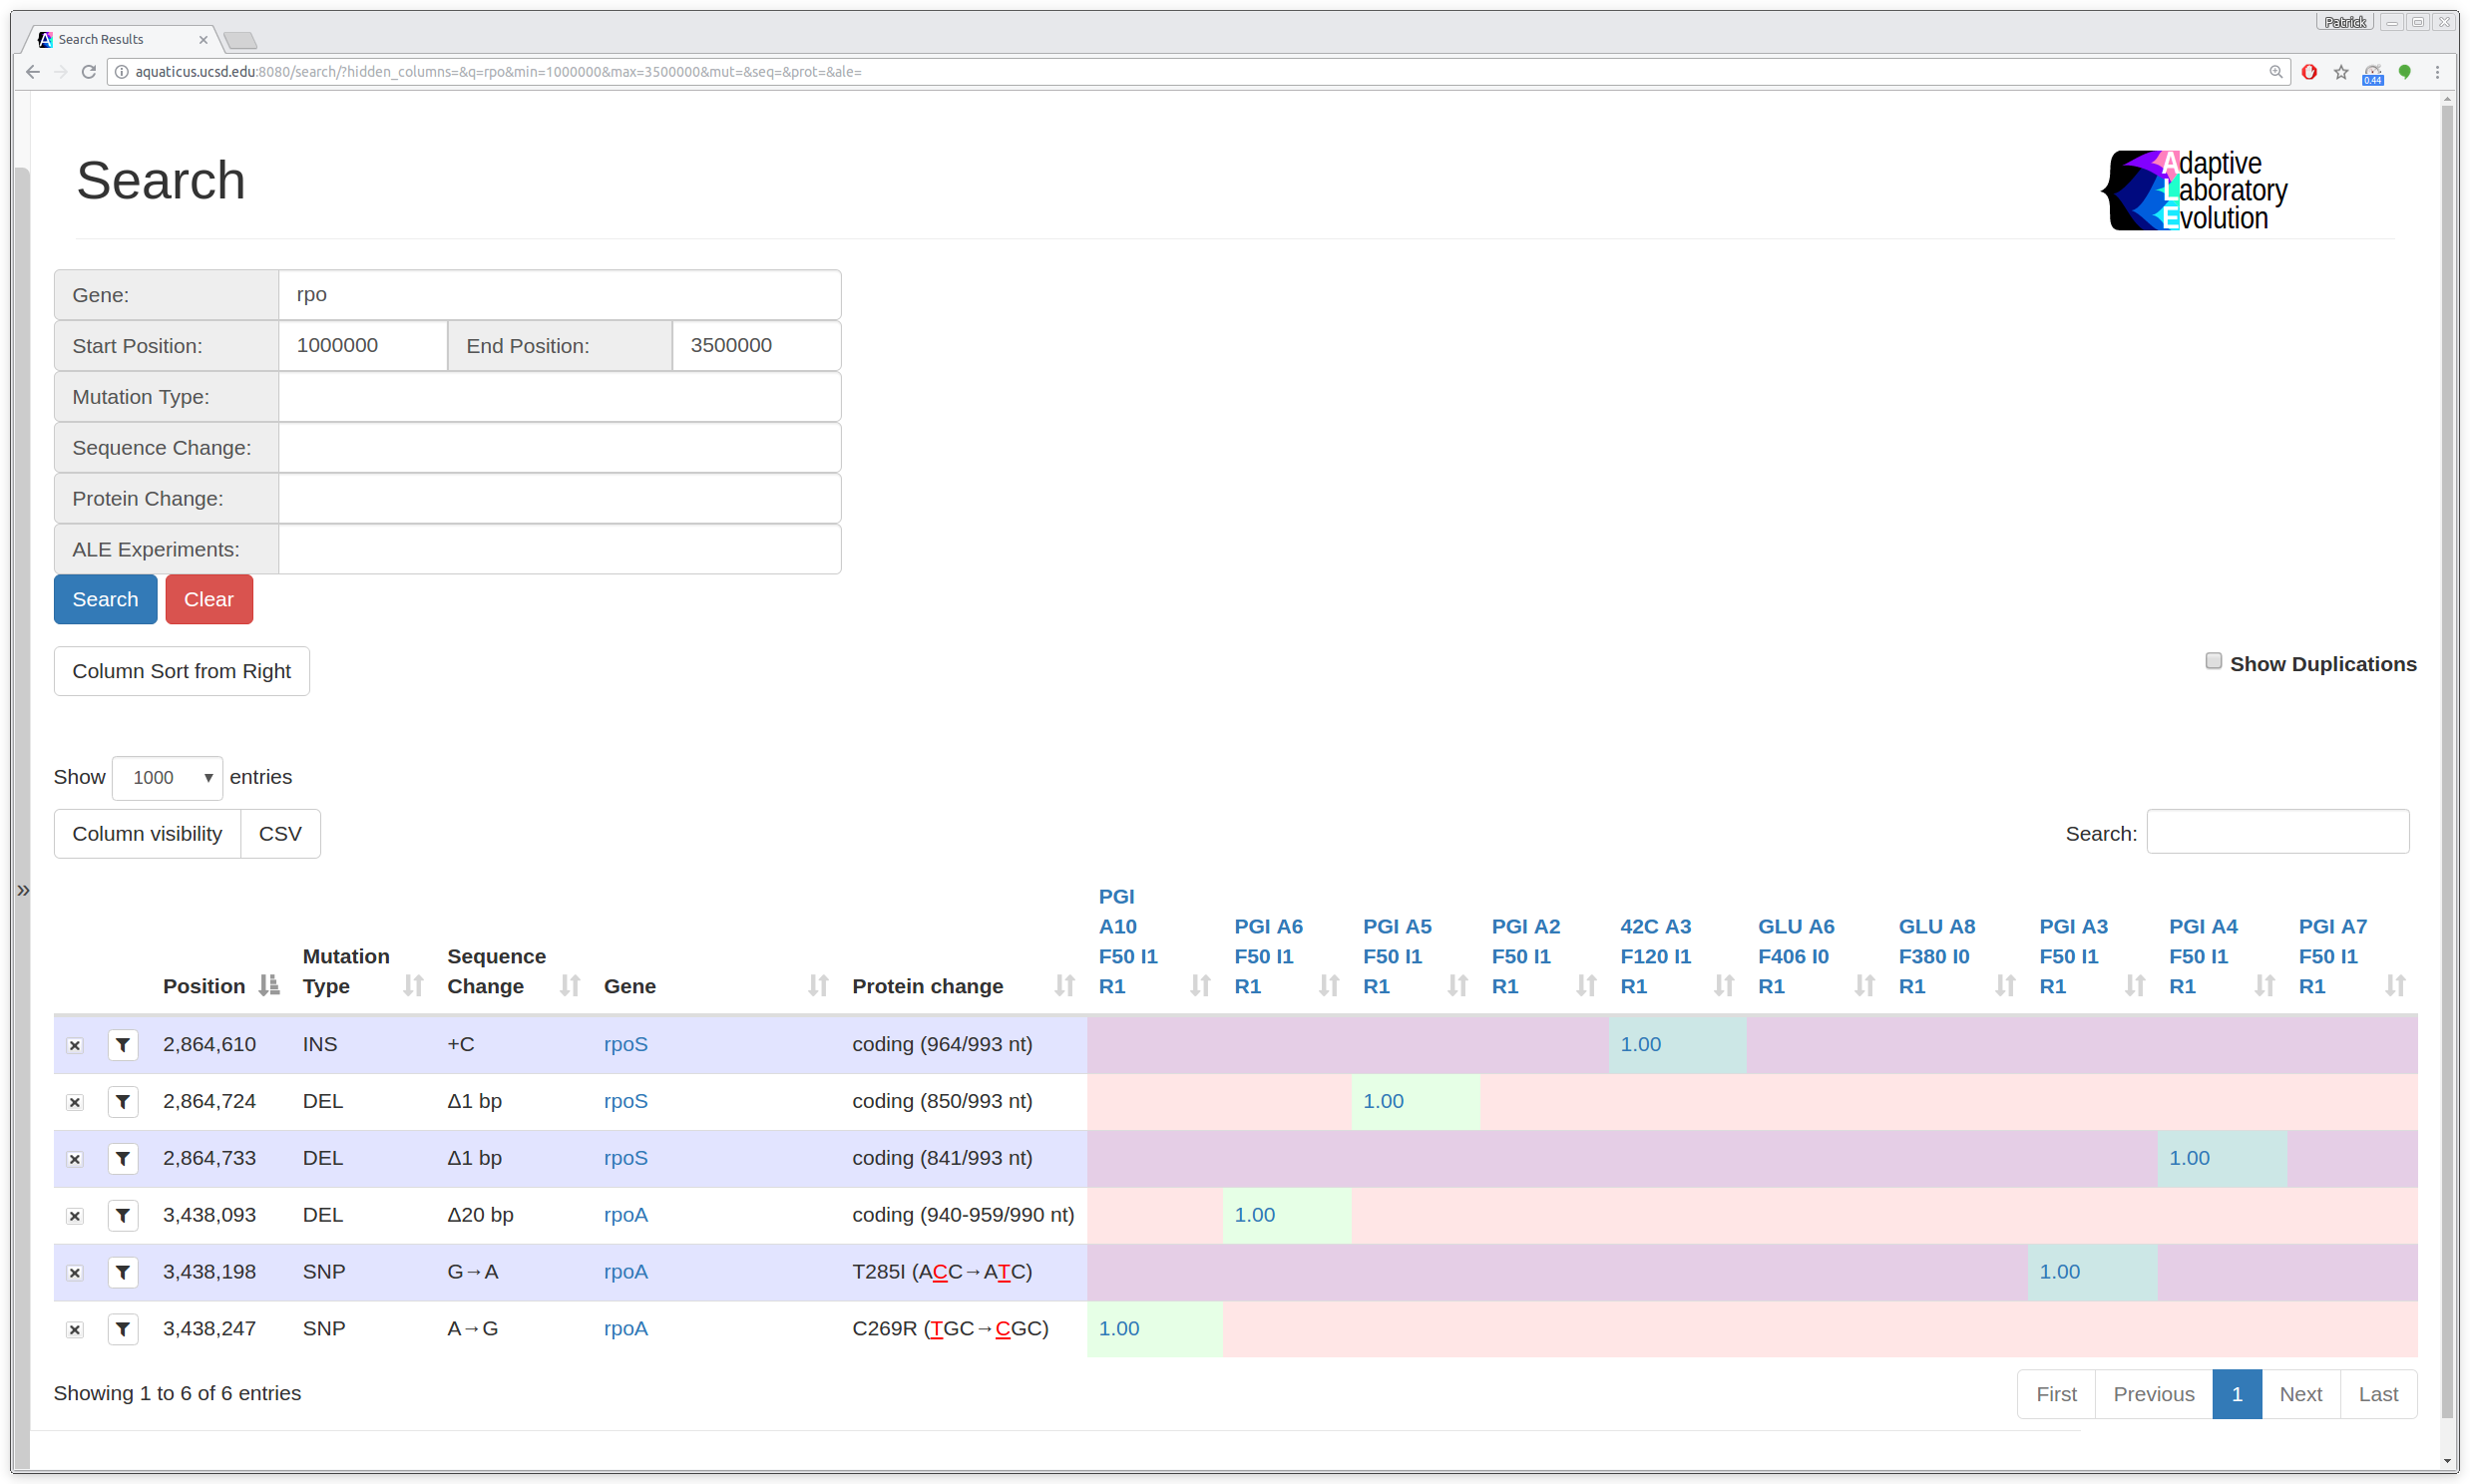 Patrick
Search Results
aquaticus.ucsd.edu:8080/search/?hidden_columns=&q=rpo&min=1000000&max=3500000&mut=&seq=&prot=&ale=
0.44
Search
Adaptive
Laboratory
Evolution
Gene: rpo
Start Position: 1000000 End Position: 3500000
Mutation Type:
Sequence Change:
Protein Change:
ALE Experiments:
Search Clear
Column Sort from Right Show Duplications
Show 1000 entries
Column visibility CSV Search:
»
PGI
A10 PGI A6 PGI A5 PGI A2 42C A3 GLU A6 GLU A8 PGI A3 PGI A4 PGI A7
Mutation Sequence F50 I1 F50 I1 F50 I1 F50 I1 F120 I1 F406 I0 F380 I0 F50 I1 F50 I1 F50 I1
Position Type Change Gene Protein change R1 R1 R1 R1 R1 R1 R1 R1 R1 R1
2,864,610 INS +C rpoS coding (964/993 nt) 1.00
2,864,724 DEL Δ1 bp rpoS coding (850/993 nt) 1.00
2,864,733 DEL Δ1 bp rpoS coding (841/993 nt) 1.00
3,438,093 DEL Δ20 bp rpoA coding (940-959/990 nt) 1.00
3,438,198 SNP G→A rpoA T285I (ACC→ATC) 1.00
3,438,247 SNP A→G rpoA C269R (TGC→CGC) 1.00
Showing 1 to 6 of 6 entries First Previous 1 Next Last